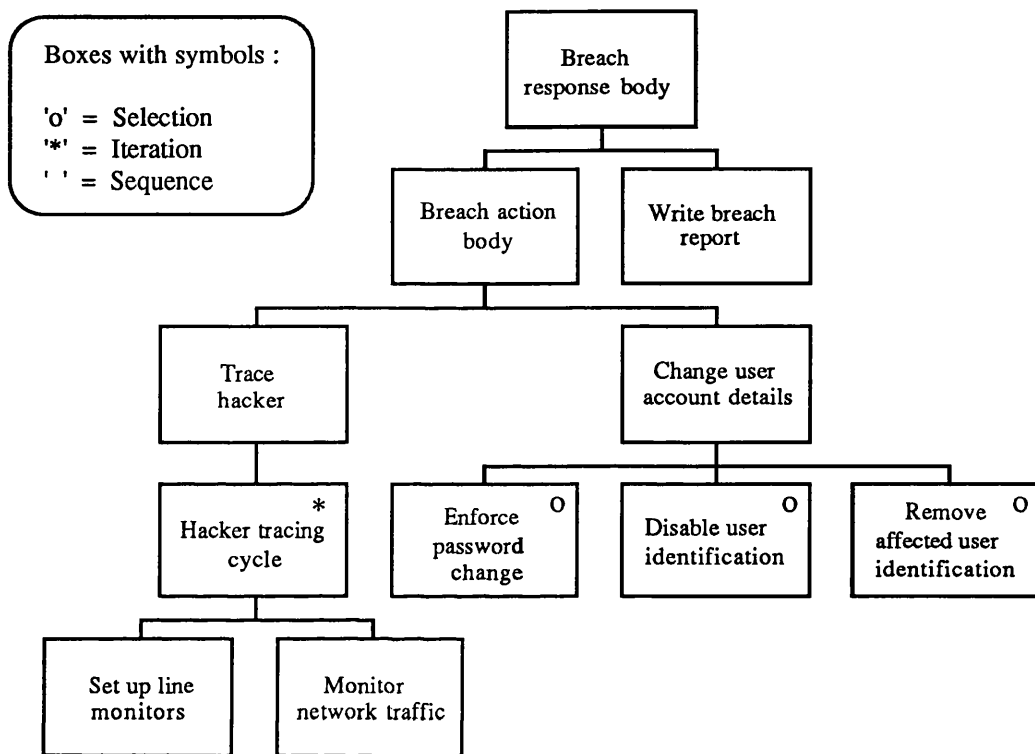 Boxes with symbols :
'o' = Selection
'*' = Iteration
' ' = Sequence
Breach
response body
Breach action
body
Write breach
report
Trace
hacker
Change user
account details
*
Hacker tracing
cycle
o
Enforce
password
change
o
Disable user
identification
o
Remove
affected user
identification
Set up line
monitors
Monitor
network traffic